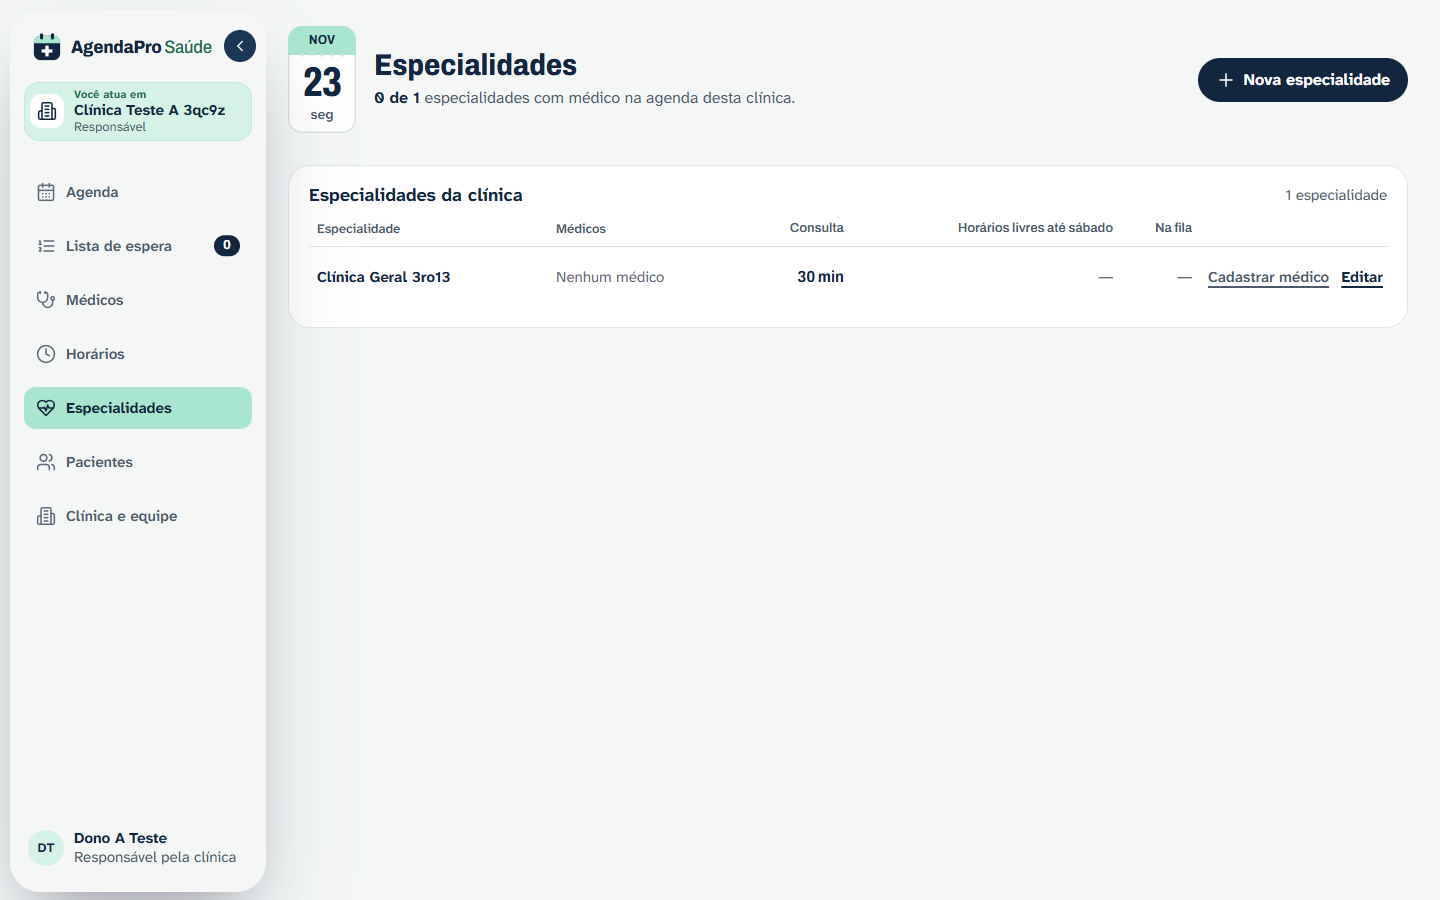 AgendaPro Saúde
Você atua em
Clínica Teste A 3qc9z
Responsável
Agenda
Lista de espera 0
Médicos
Horários
Especialidades
Pacientes
Clínica e equipe
DT
Dono A Teste
Responsável pela clínica
NOV
23
seg
Especialidades
0 de 1 especialidades com médico na agenda desta clínica.
Nova especialidade
Especialidades da clínica
1 especialidade
Especialidade Médicos Consulta Horários livres até sábado Na fila
Clínica Geral 3ro13 Nenhum médico 30 min — — Cadastrar médico Editar